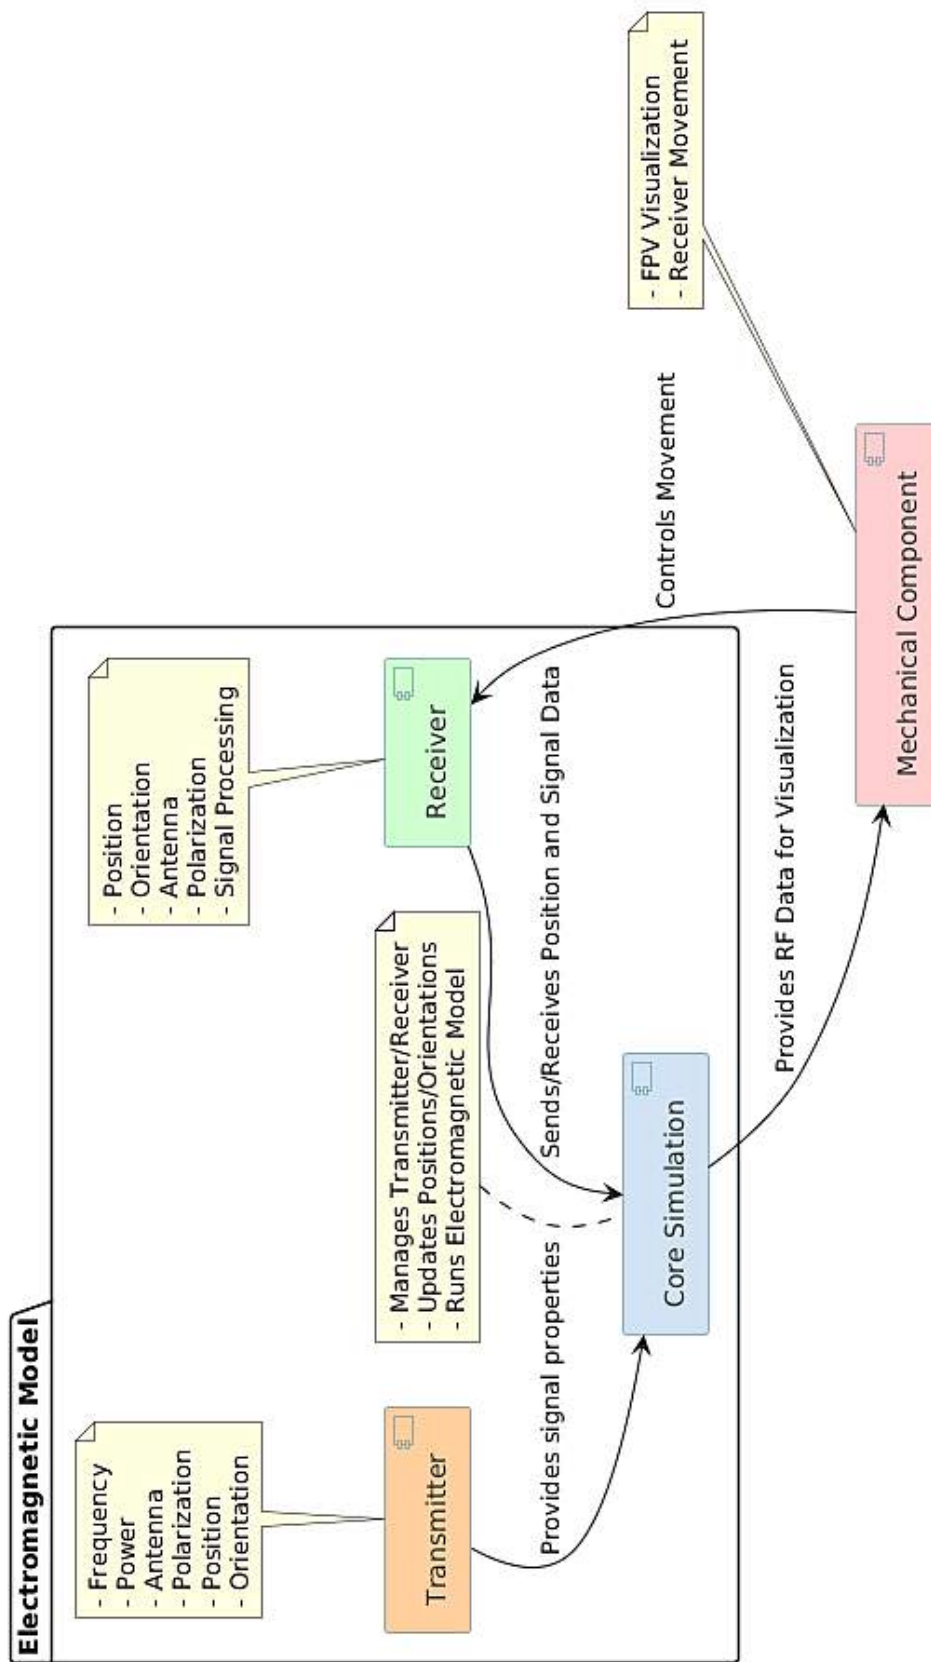 Electromagnetic Model
- Frequency
- Power
- Antenna
- Polarization
- Position
- Orientation
- Position
- Orientation
- Antenna
- Polarization
- Signal Processing
Transmitter
- Manages Transmitter/Receiver
- Updates Positions/Orientations
- Runs Electromagnetic Model
Receiver
Provides signal properties
Sends/Receives Position and Signal Data
Controls Movement
- FPV Visualization
- Receiver Movement
Core Simulation
Provides RF Data for Visualization
Mechanical Component